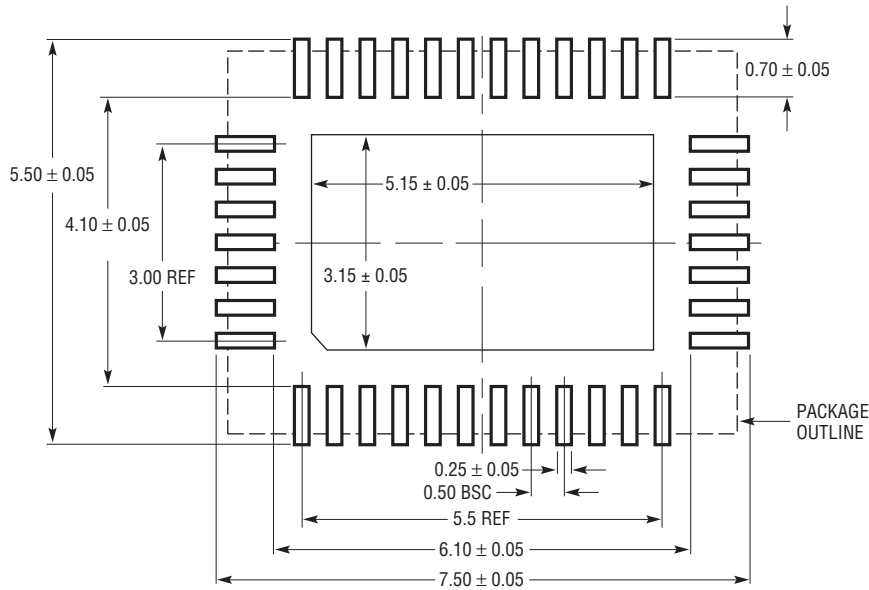 0.70 ± 0.05
5.50 ± 0.05
5.15 ± 0.05
4.10 ± 0.05
3.00 REF
3.15 ± 0.05
PACKAGE
OUTLINE
0.25 ± 0.05
0.50 BSC
5.5 REF
6.10 ± 0.05
7.50 ± 0.05